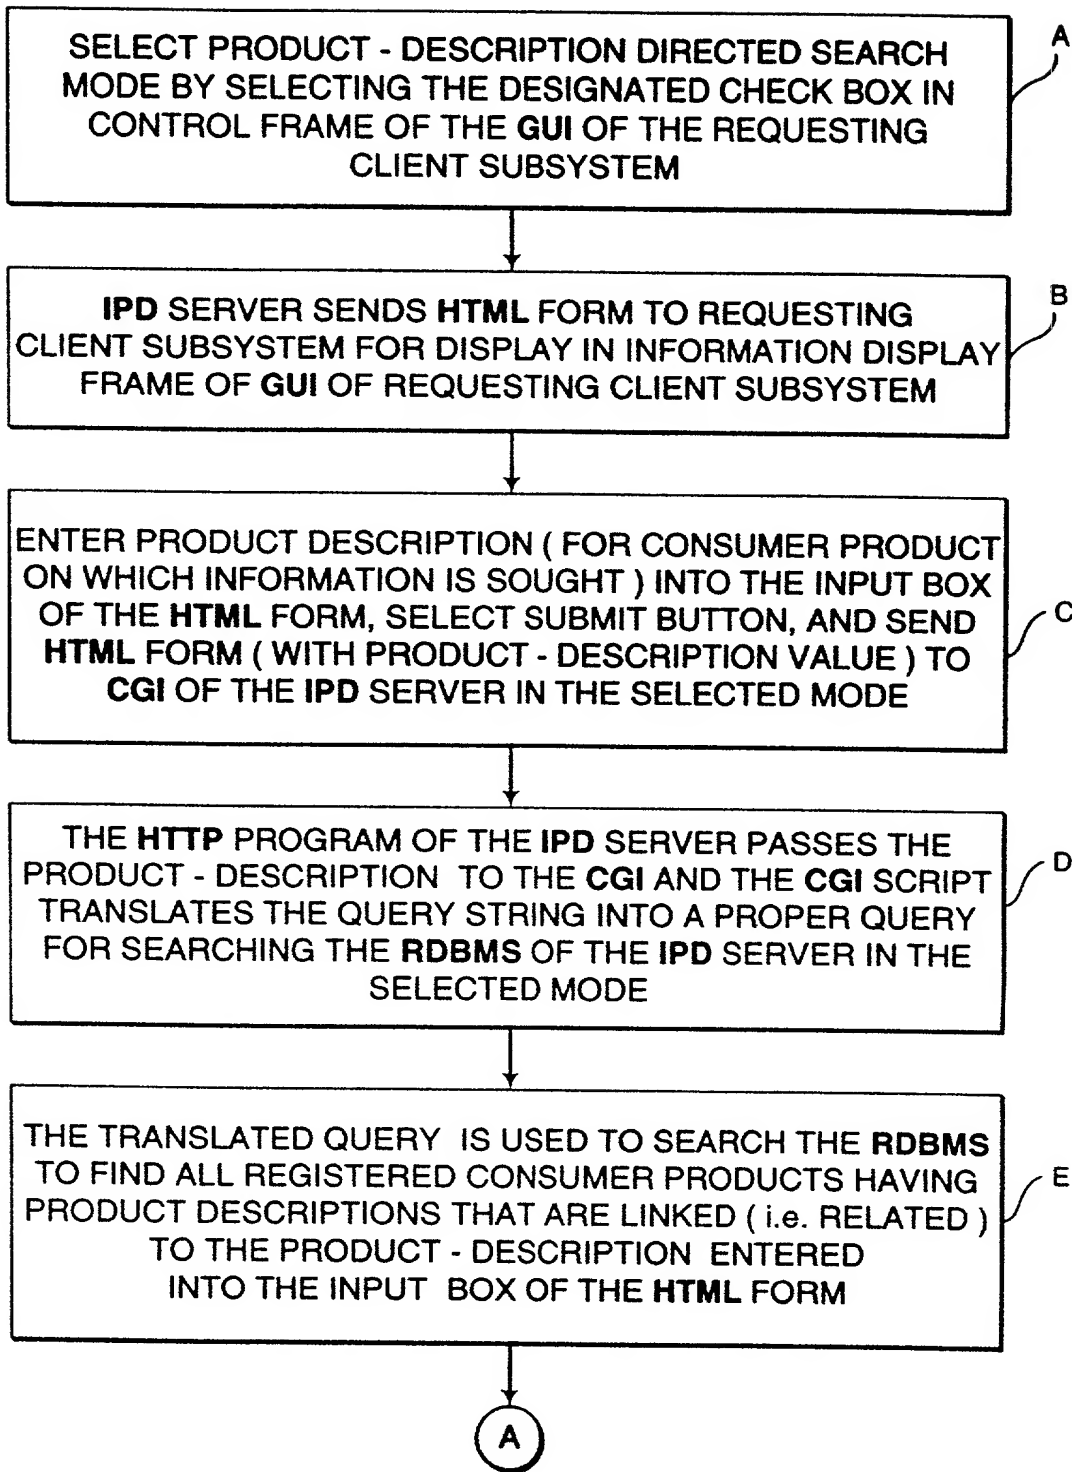 SELECT PRODUCT - DESCRIPTION DIRECTED SEARCH
MODE BY SELECTING THE DESIGNATED CHECK BOX IN
CONTROL FRAME OF THE GUI OF THE REQUESTING
CLIENT SUBSYSTEM
A
IPD SERVER SENDS HTML FORM TO REQUESTING
CLIENT SUBSYSTEM FOR DISPLAY IN INFORMATION DISPLAY
FRAME OF GUI OF REQUESTING CLIENT SUBSYSTEM
B
ENTER PRODUCT DESCRIPTION ( FOR CONSUMER PRODUCT
ON WHICH INFORMATION IS SOUGHT ) INTO THE INPUT BOX
OF THE HTML FORM, SELECT SUBMIT BUTTON, AND SEND
HTML FORM ( WITH PRODUCT - DESCRIPTION VALUE ) TO
CGI OF THE IPD SERVER IN THE SELECTED MODE
C
THE HTTP PROGRAM OF THE IPD SERVER PASSES THE
PRODUCT - DESCRIPTION TO THE CGI AND THE CGI SCRIPT
TRANSLATES THE QUERY STRING INTO A PROPER QUERY
FOR SEARCHING THE RDBMS OF THE IPD SERVER IN THE
SELECTED MODE
D
THE TRANSLATED QUERY IS USED TO SEARCH THE RDBMS
TO FIND ALL REGISTERED CONSUMER PRODUCTS HAVING
PRODUCT DESCRIPTIONS THAT ARE LINKED ( i.e. RELATED )
TO THE PRODUCT - DESCRIPTION ENTERED
INTO THE INPUT BOX OF THE HTML FORM
E
A